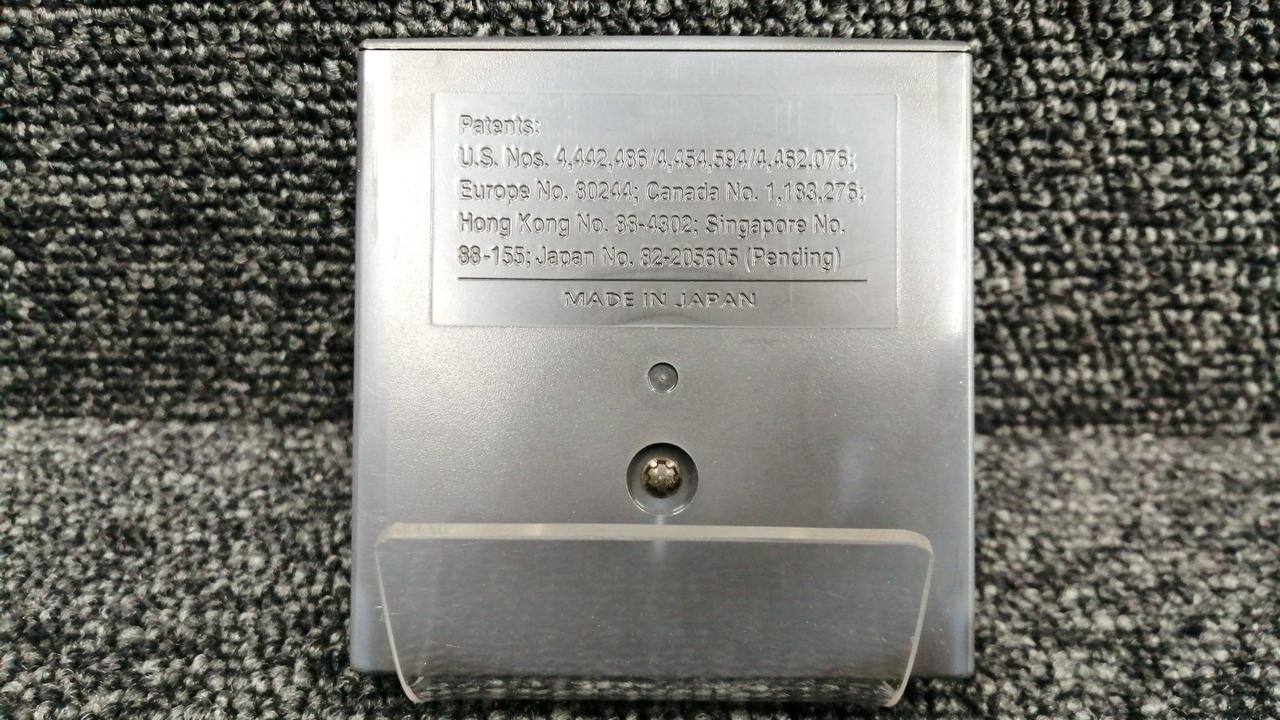 Patents:
U.S. Nos. 4,442,486/4,454,594/4,462,076;
Europe No. 80244; Canada No. 1,183,276;
Hong Kong No. 88-4302; Singapore No.
88-155; Japan No. 82-205605 (Pending)
MADE IN JAPAN